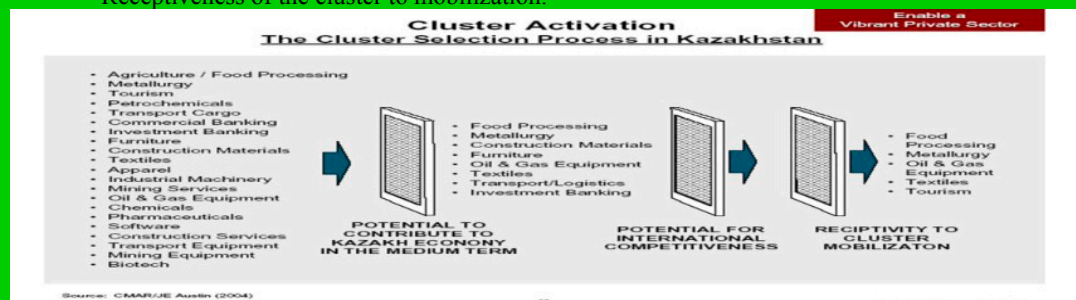 Receptiveness of the cluster to mobilization.
Enable a
Vibrant Private Sector
Cluster Activation
The Cluster Selection Process in Kazakhstan
• Agriculture / Food Processing
• Metallurgy
• Tourism
• Petrochemicals
• Transport Cargo
• Commercial Banking
• Investment Banking
• Furniture
• Construction Materials
• Textiles
• Apparel
• Industrial Machinery
• Mining Services
• Oil & Gas Equipment
• Chemicals
• Pharmaceuticals
• Software
• Construction Services
• Transport Equipment
• Mining Equipment
• Biotech
POTENTIAL TO
CONTRIBUTE TO
KAZAKH ECONONY
IN THE MEDIUM TERM
• Food Processing
• Metallurgy
• Construction Materials
• Furniture
• Oil & Gas Equipment
• Textiles
• Transport/Logistics
• Investment Banking
POTENTIAL FOR
INTERNATIONAL
COMPETITIVENESS
RECIPTIVITY TO
CLUSTER
MOBILIZATON
• Food
Processing
• Metallurgy
• Oil & Gas
Equipment
• Textiles
• Tourism
Source: CMAR/JE Austin (2004)